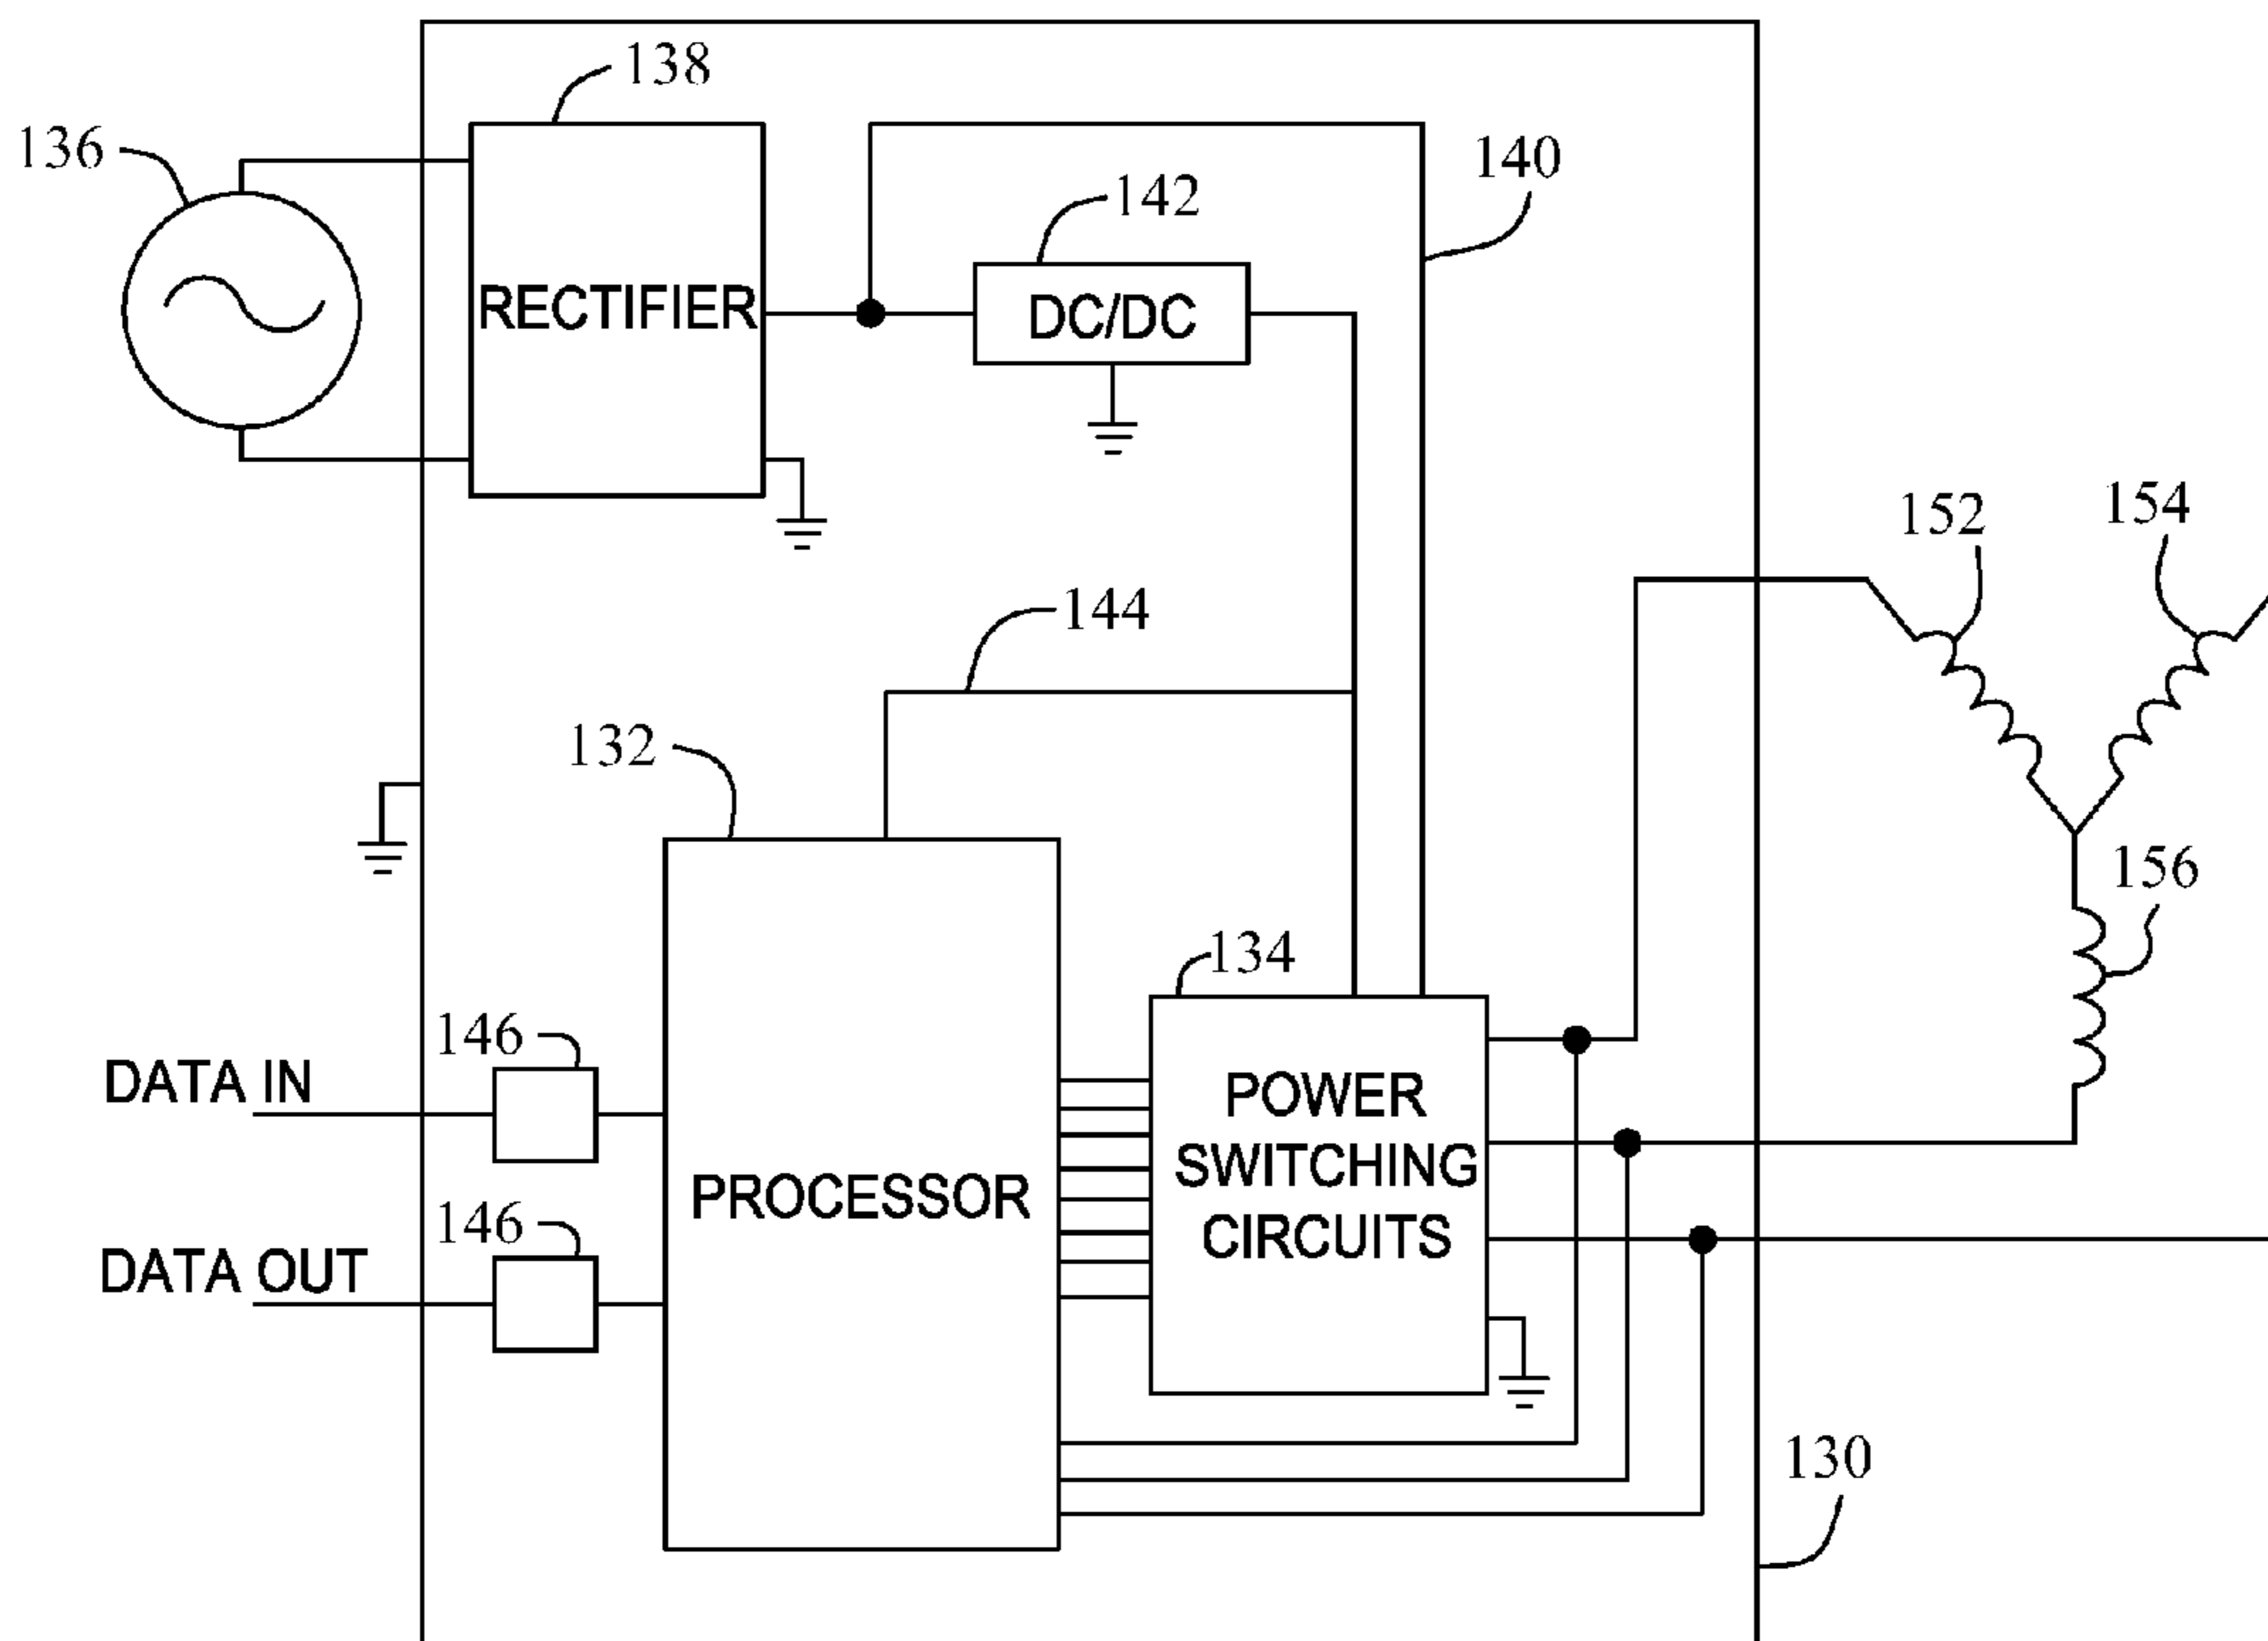 138
136
140
142
RECTIFIER
DC/DC
152
154
144
132
156
134
146
DATA IN
POWER
SWITCHING
CIRCUITS
PROCESSOR
146
DATA OUT
130